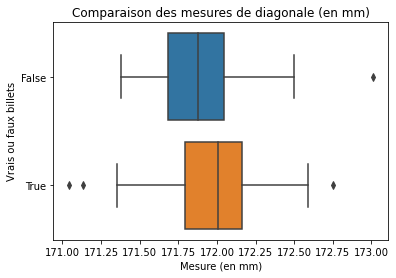 Comparaison des mesures de diagonale (en mm)
Vrais ou faux billets
False
True
171.00 171.25 171.50 171.75 172.00 172.25 172.50 172.75 173.00
Mesure (en mm)